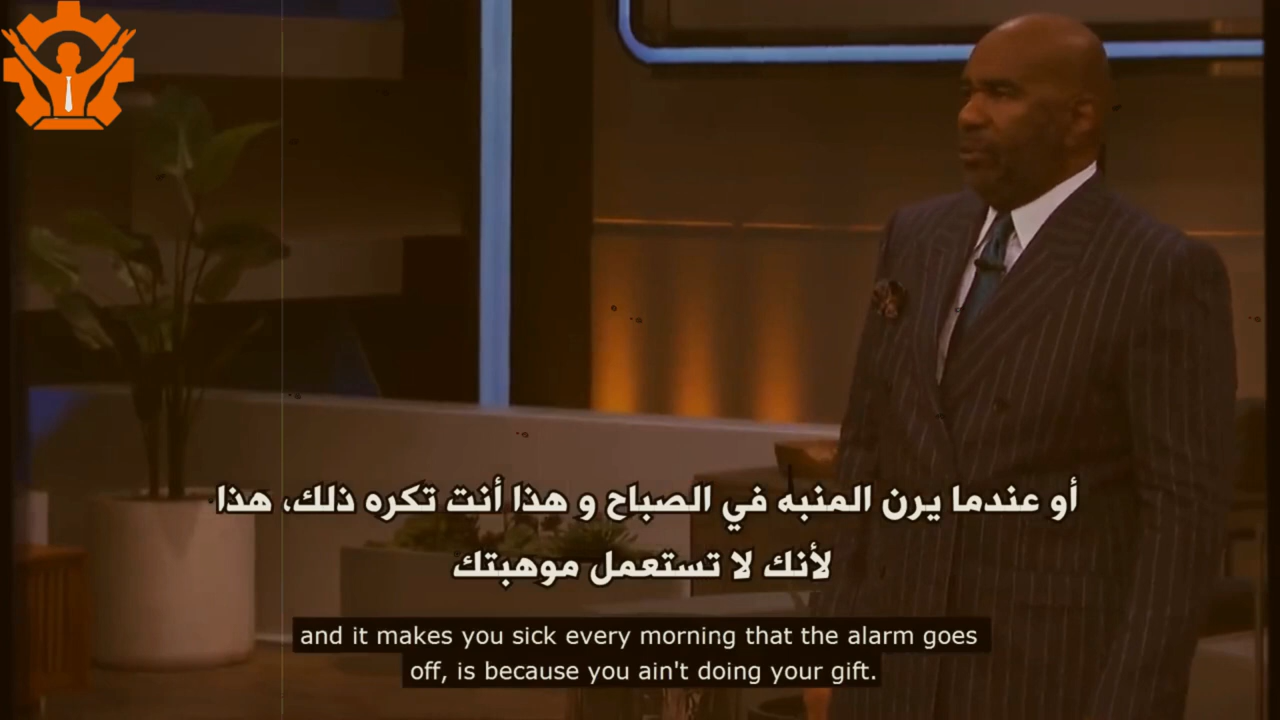 أو عندما يرن المنبه في الصباح و هذا أنت تكره ذلك، هذا
لأنك لا تستعمل موهبتك
and it makes you sick every morning that the alarm goes
off, is because you ain't doing your gift.